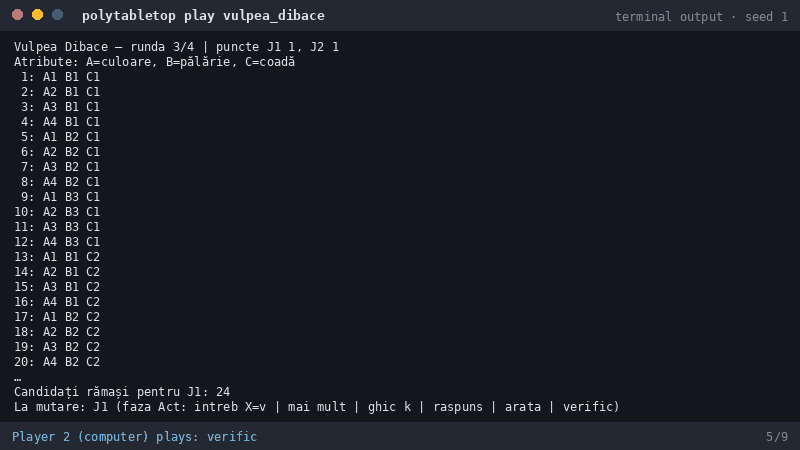 polytabletop play vulpea_dibace
terminal output · seed 1
Vulpea Dibace — runda 3/4 | puncte J1 1, J2 1
Atribute: A=culoare, B=pălărie, C=coadă
1: A1 B1 C1
2: A2 B1 C1
3: A3 B1 C1
4: A4 B1 C1
5: A1 B2 C1
6: A2 B2 C1
7: A3 B2 C1
8: A4 B2 C1
9: A1 B3 C1
10: A2 B3 C1
11: A3 B3 C1
12: A4 B3 C1
13: A1 B1 C2
14: A2 B1 C2
15: A3 B1 C2
16: A4 B1 C2
17: A1 B2 C2
18: A2 B2 C2
19: A3 B2 C2
20: A4 B2 C2
…
Candidați rămași pentru J1: 24
La mutare: J1 (faza Act: intreb X=v | mai mult | ghic k | raspuns | arata | verific)
Player 2 (computer) plays: verific
5/9